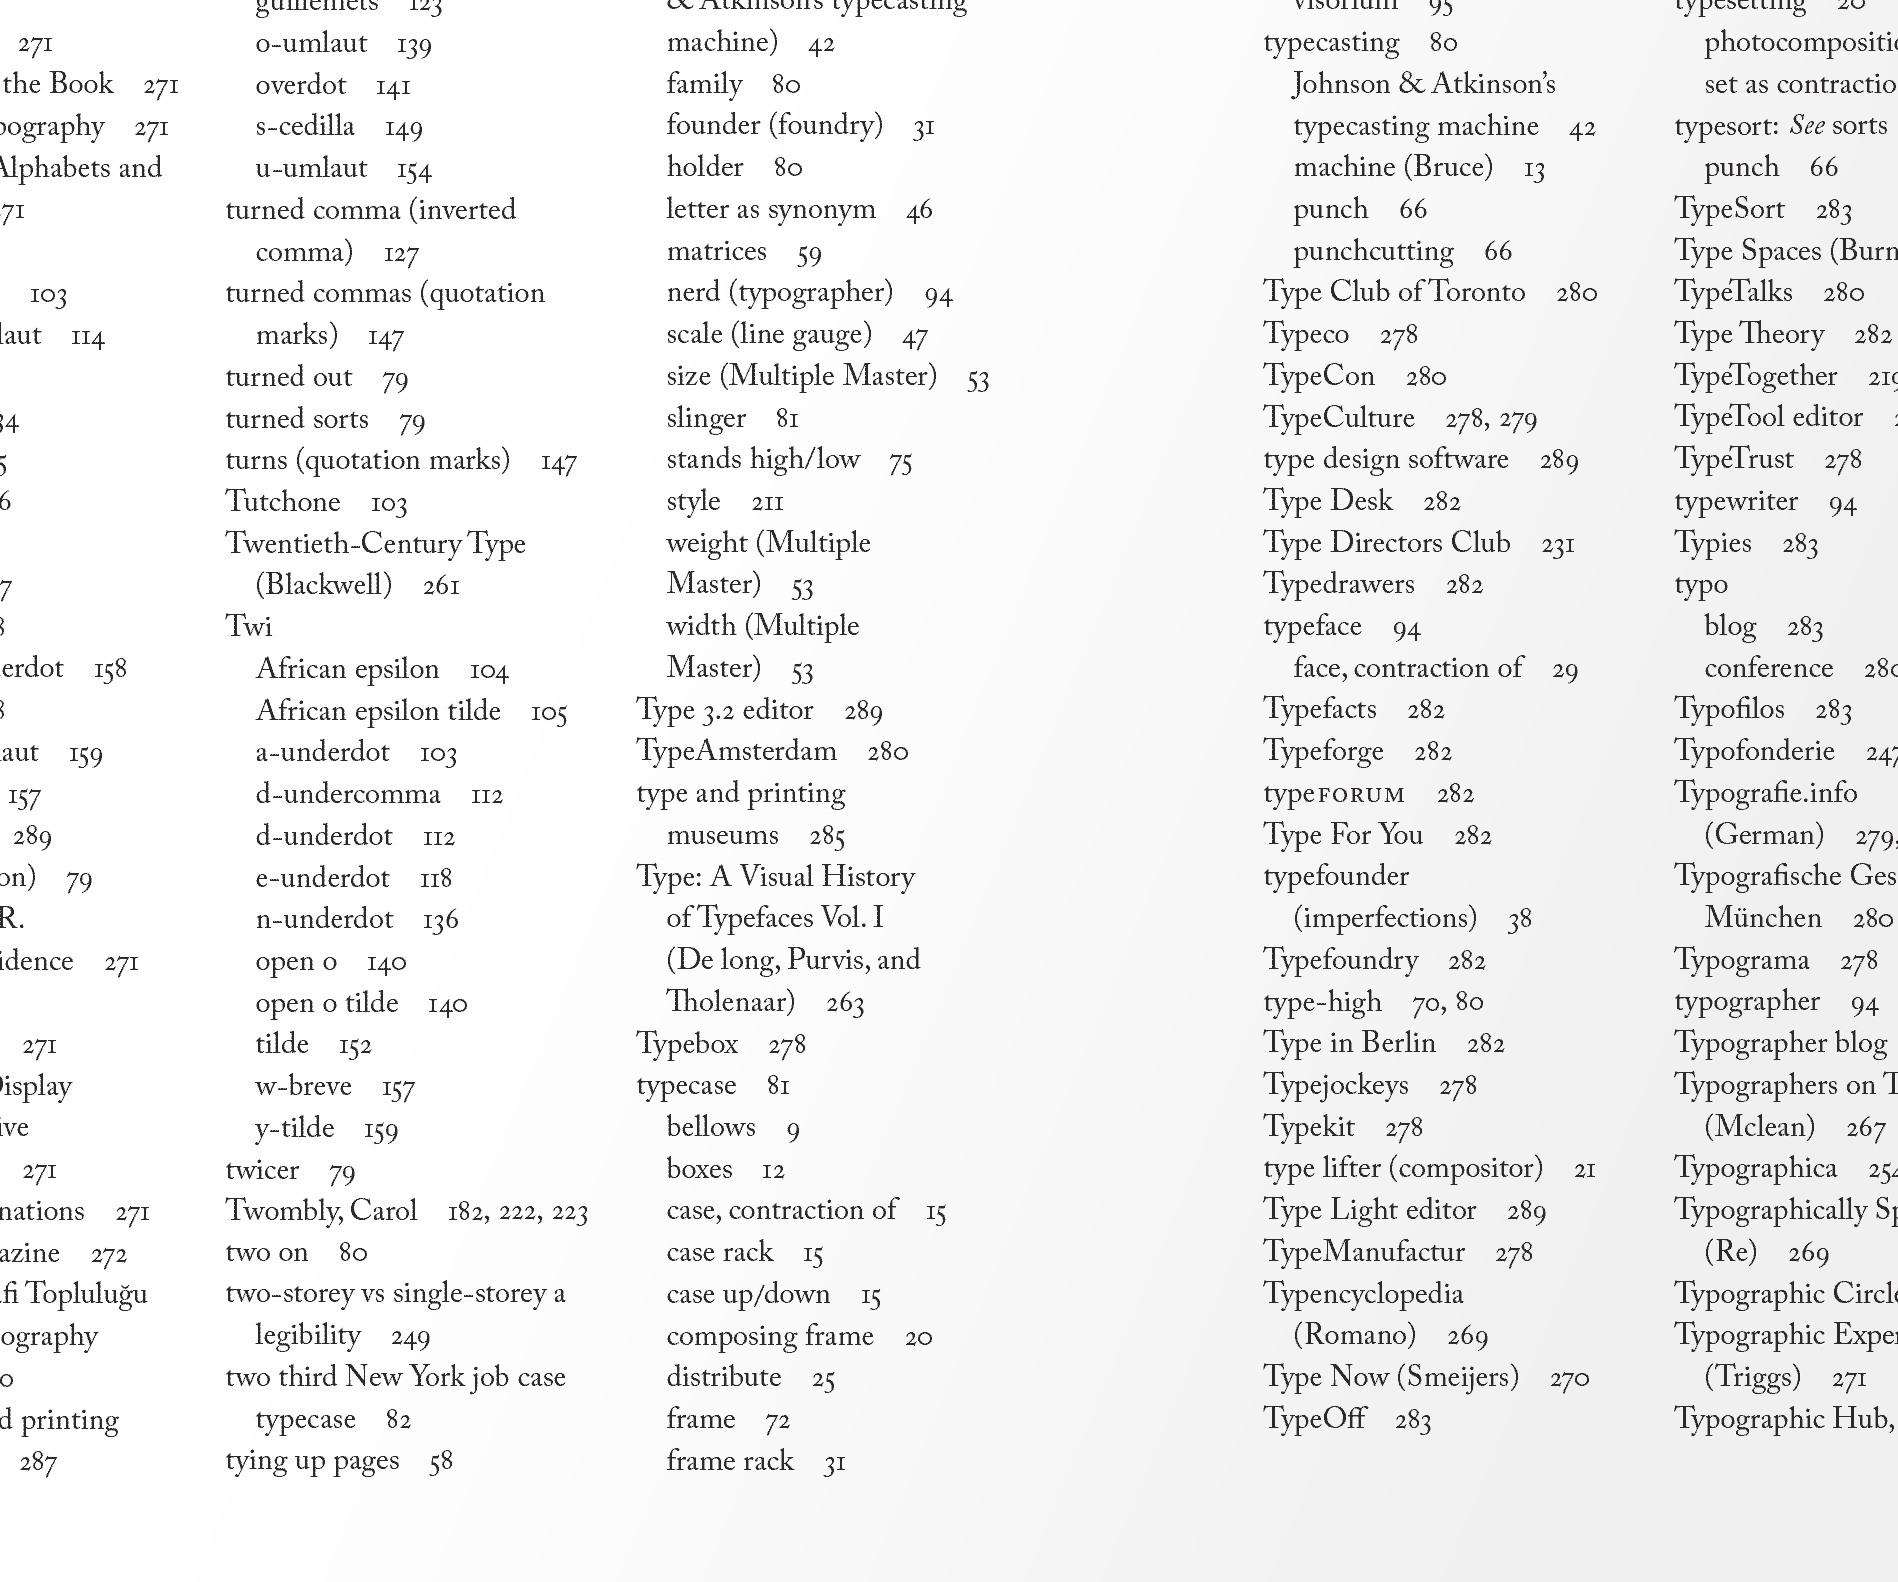 271
the Book 271
pography 271
Alphabets and
271
103
laut 114
34
5
6
7
8
erdot 158
8
laut 159
157
289
on) 79
R.
idence 271
271
Display
ive
271
nations 271
azine 272
afi Topluluğu
ography
0
d printing
287
guillemets 123
o-umlaut 139
overdot 141
s-cedilla 149
u-umlaut 154
turned comma (inverted
comma) 127
turned commas (quotation
marks) 147
turned out 79
turned sorts 79
turns (quotation marks) 147
Tutchone 103
Twentieth-Century Type
(Blackwell) 261
Twi
African epsilon 104
African epsilon tilde 105
a-underdot 103
d-undercomma 112
d-underdot 112
e-underdot 118
n-underdot 136
open o 140
open o tilde 140
tilde 152
w-breve 157
y-tilde 159
twicer 79
Twombly, Carol 182, 222, 223
two on 80
two-storey vs single-storey a
legibility 249
two third New York job case
typecase 82
tying up pages 58
& Atkinson's typecasting
machine) 42
family 80
founder (foundry) 31
holder 80
letter as synonym 46
matrices 59
nerd (typographer) 94
scale (line gauge) 47
size (Multiple Master) 53
slinger 81
stands high/low 75
style 211
weight (Multiple
Master) 53
width (Multiple
Master) 53
Type 3.2 editor 289
TypeAmsterdam 280
type and printing
museums 285
Type: A Visual History
of Typefaces Vol. I
(De long, Purvis, and
Tholenaar) 263
Typebox 278
typecase 81
bellows 9
boxes 12
case, contraction of 15
case rack 15
case up/down 15
composing frame 20
distribute 25
frame 72
frame rack 31
visorium 95
typecasting 80
Johnson & Atkinson’s
typecasting machine 42
machine (Bruce) 13
punch 66
punchcutting 66
Type Club of Toronto 280
Typeco 278
TypeCon 280
TypeCulture 278, 279
type design software 289
Type Desk 282
Type Directors Club 231
Typedrawers 282
typeface 94
face, contraction of 29
Typefacts 282
Typeforge 282
typeFORUM 282
Type For You 282
typefounder
(imperfections) 38
Typefoundry 282
type-high 70, 80
Type in Berlin 282
Typejockeys 278
Typekit 278
type lifter (compositor) 21
Type Light editor 289
TypeManufactur 278
Typencyclopedia
(Romano) 269
Type Now (Smeijers) 270
TypeOff 283
typesetting 20
photocompositio
set as contractio
typesort: See sorts
punch 66
TypeSort 283
Type Spaces (Burn
TypeTalks 280
Type Theory 282
TypeTogether 219
TypeTool editor
TypeTrust 278
typewriter 94
Typies 283
typo
blog 283
conference 280
Typofilos 283
Typofonderie 247
Typografie.info
(German) 279,
Typografische Ges
München 280
Typograma 278
typographer 94
Typographer blog
Typographers on T
(Mclean) 267
Typographica 254
Typographically Sp
(Re) 269
Typographic Circle
Typographic Exper
(Triggs) 271
Typographic Hub,